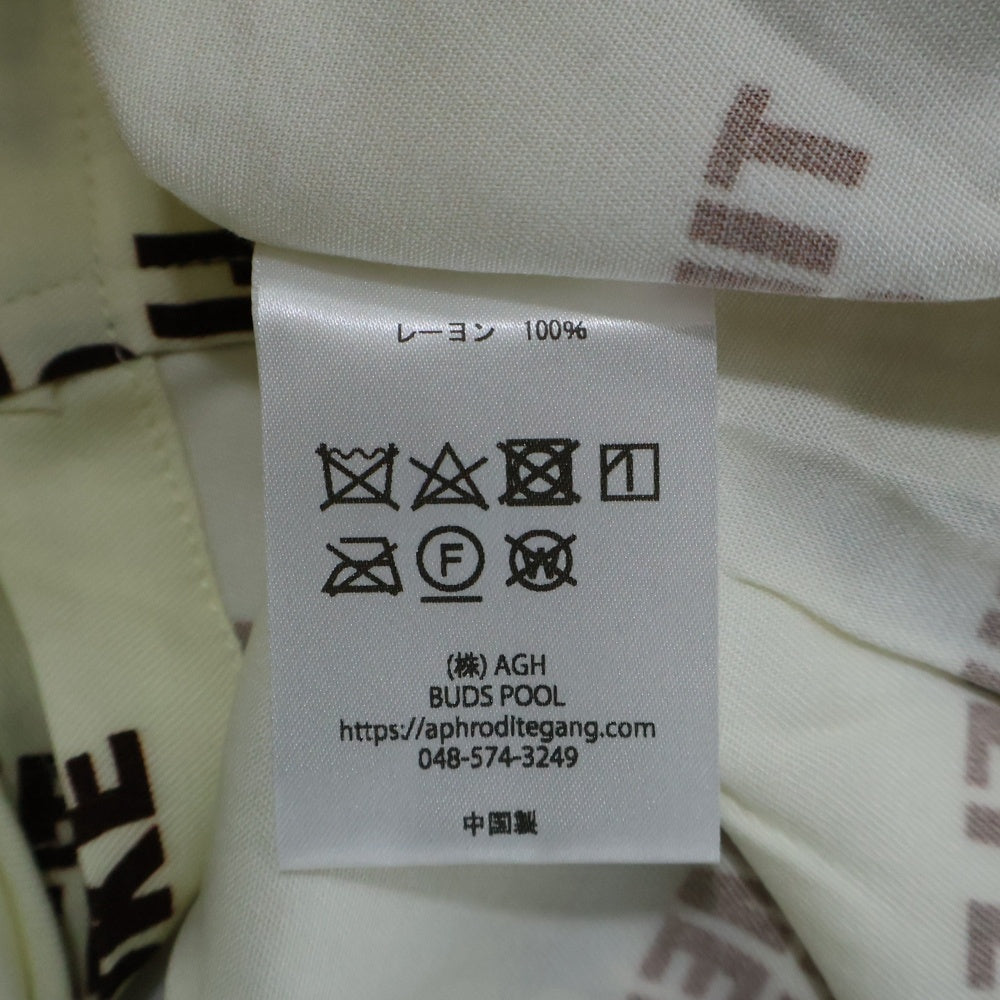 レーヨン 100%
F
W
(株) AGH
BUDS POOL
https://aphroditegang.com
048-574-3249
中国製